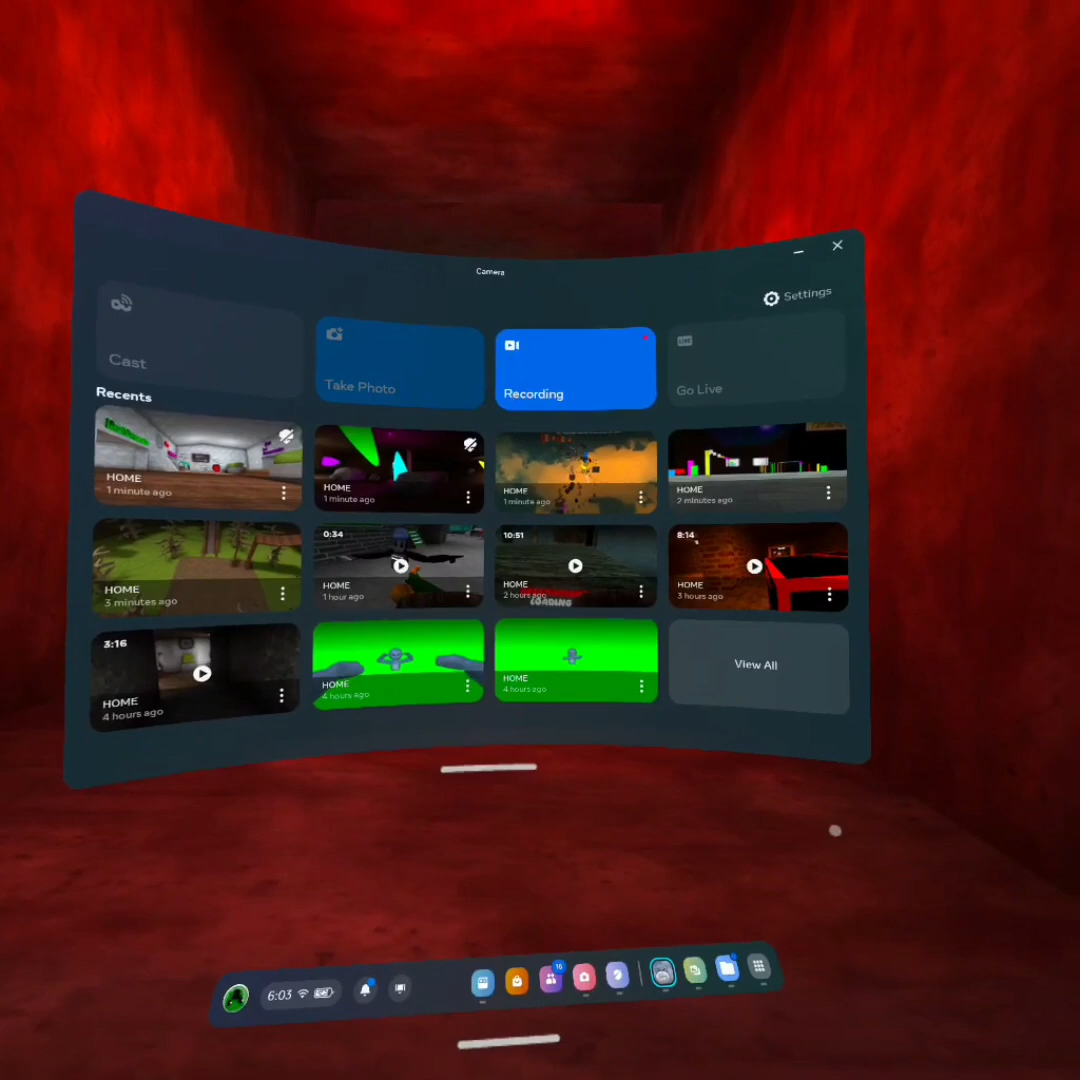 Camera
Settings
Cast
Take Photo
Recording
LIVE
Go Live
Recents
HOME
1 minute ago
HOME
1 minute ago
HOME
1 minute ago
HOME
2 minutes ago
HOME
3 minutes ago
0:34
HOME
1 hour ago
10:51
HOME
2 hours ago
LOADING
8:14
HOME
3 hours ago
3:16
HOME
4 hours ago
HOME
4 hours ago
HOME
4 hours ago
View All
6:03
16